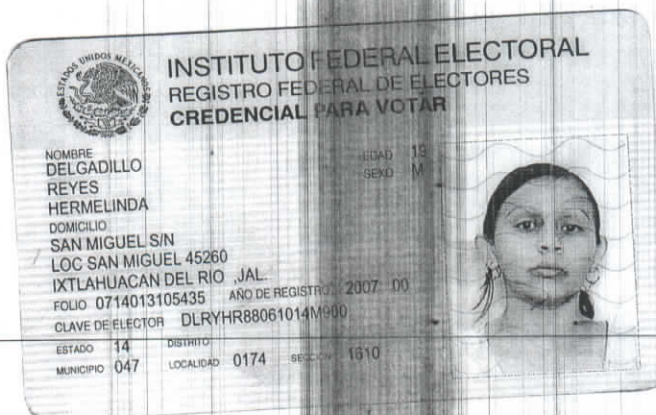 ESTADOS UNIDOS MEXICANOS
INSTITUTO FEDERAL ELECTORAL
REGISTRO FEDERAL DE ELECTORES
CREDENCIAL PARA VOTAR
NOMBRE
DELGADILLO
REYES
HERMELINDA
EDAD 19
SEXO M
DOMICILIO
SAN MIGUEL S/N
LOC SAN MIGUEL 45260
IXTLAHUACAN DEL RIO ,JAL.
FOLIO 0714013105435 AÑO DE REGISTRO 2007 00
CLAVE DE ELECTOR DLRYHR88061014M900
ESTADO 14 DISTRITO
MUNICIPIO 047 LOCALIDAD 0174 SECCION 1610